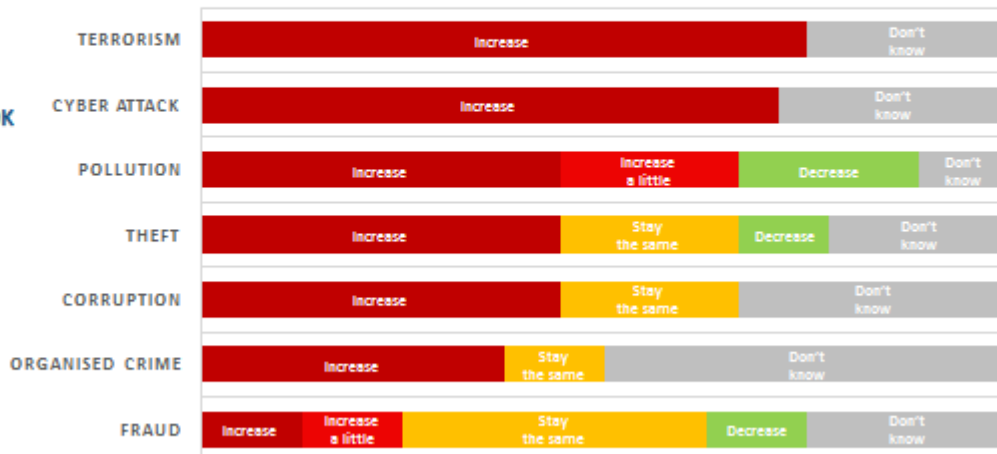 TERRORISM
Increase
Don't
know
CYBER ATTACK
Increase
Don't
know
POLLUTION
Increase
Increase
a little
Decrease
Don't
know
THEFT
Increase
Stay
the same
Decrease
Don't
know
CORRUPTION
Increase
Stay
the same
Don't
know
ORGANISED CRIME
Increase
Stay
the same
Don't
know
FRAUD
Increase
Increase
a little
Stay
the same
Decrease
Don't
know